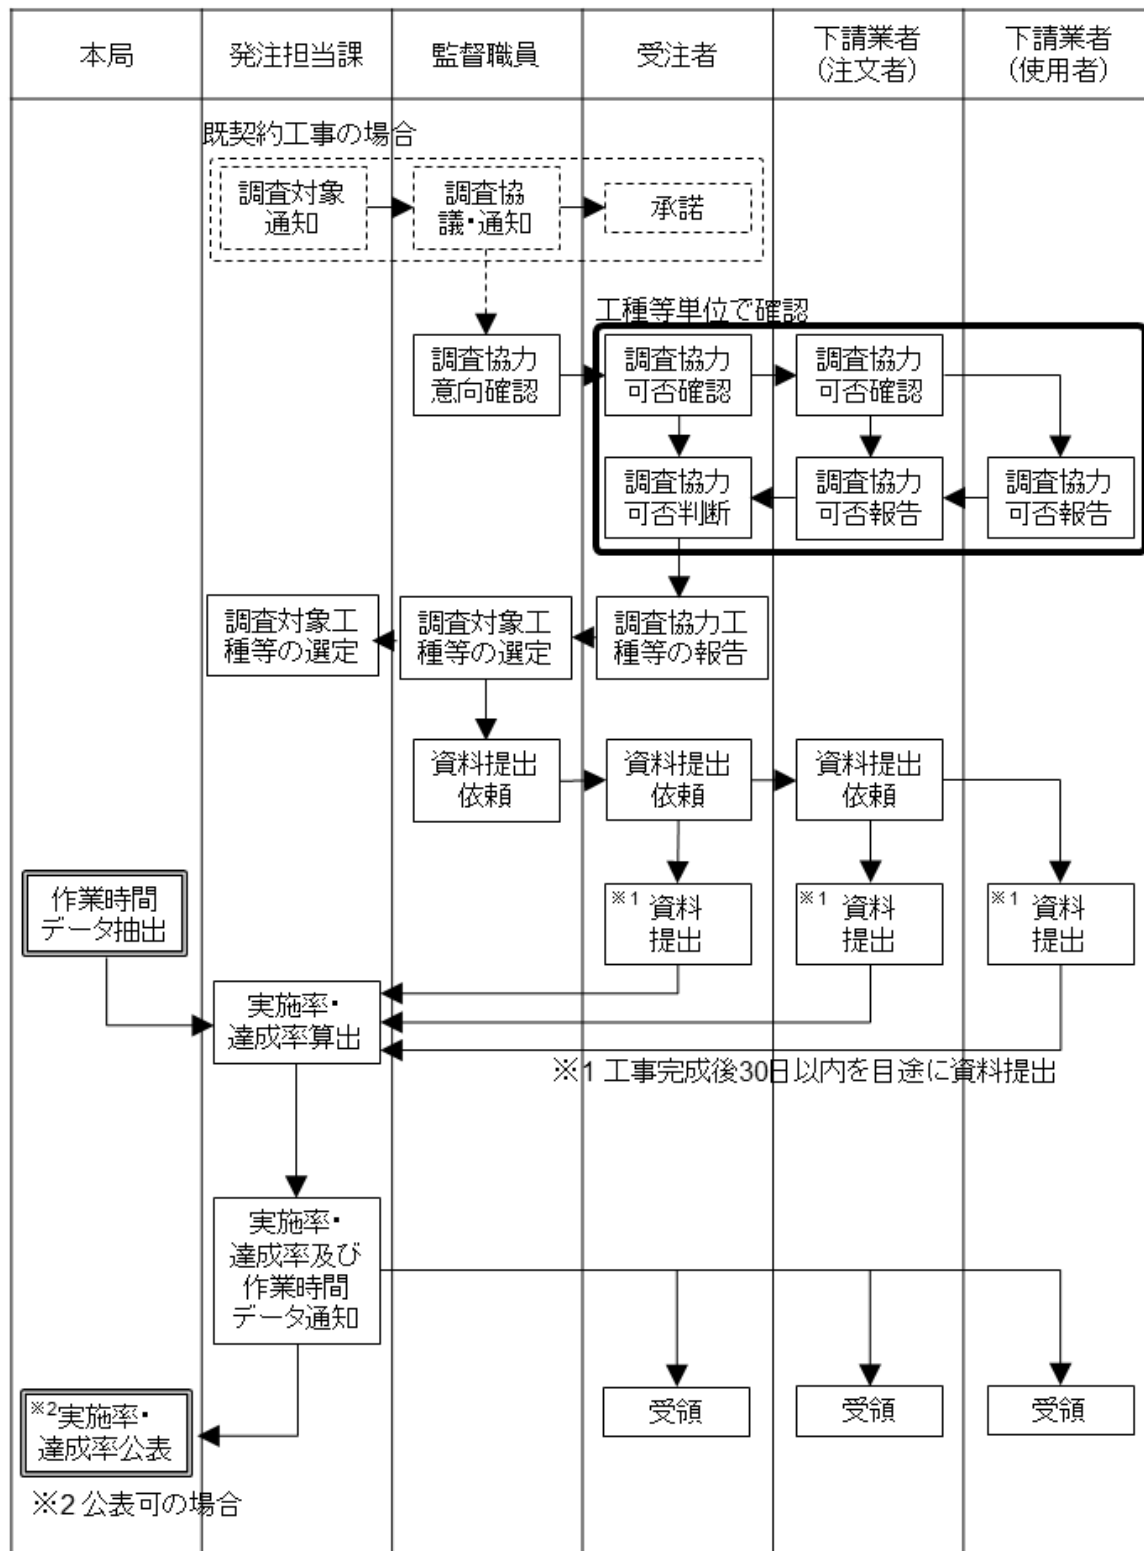 本局
発注担当課
監督職員
受注者
下請業者
(注文者)
下請業者
(使用者)
既契約工事の場合
調査対象
通知
調査協
議・通知
承諾
工種等単位で確認
調査協力
意向確認
調査協力
可否確認
調査協力
可否確認
調査協力
可否判断
調査協力
可否報告
調査協力
可否報告
調査対象工
種等の選定
調査対象工
種等の選定
調査協力工
種等の報告
資料提出
依頼
資料提出
依頼
資料提出
依頼
作業時間
データ抽出
※1 資料
提出
※1 資料
提出
※1 資料
提出
実施率・
達成率算出
※1 工事完成後30日以内を目途に資料提出
実施率・
達成率及び
作業時間
データ通知
※2実施率・
達成率公表
受領
受領
受領
※2 公表可の場合